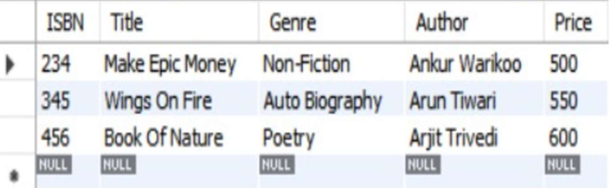 ISBN Title Genre Author Price
234 Make Epic Money Non-Fiction Ankur Warikoo 500
345 Wings On Fire Auto Biography Arun Tiwari 550
456 Book Of Nature Poetry Arjit Trivedi 600
NULL NULL NULL NULL NULL